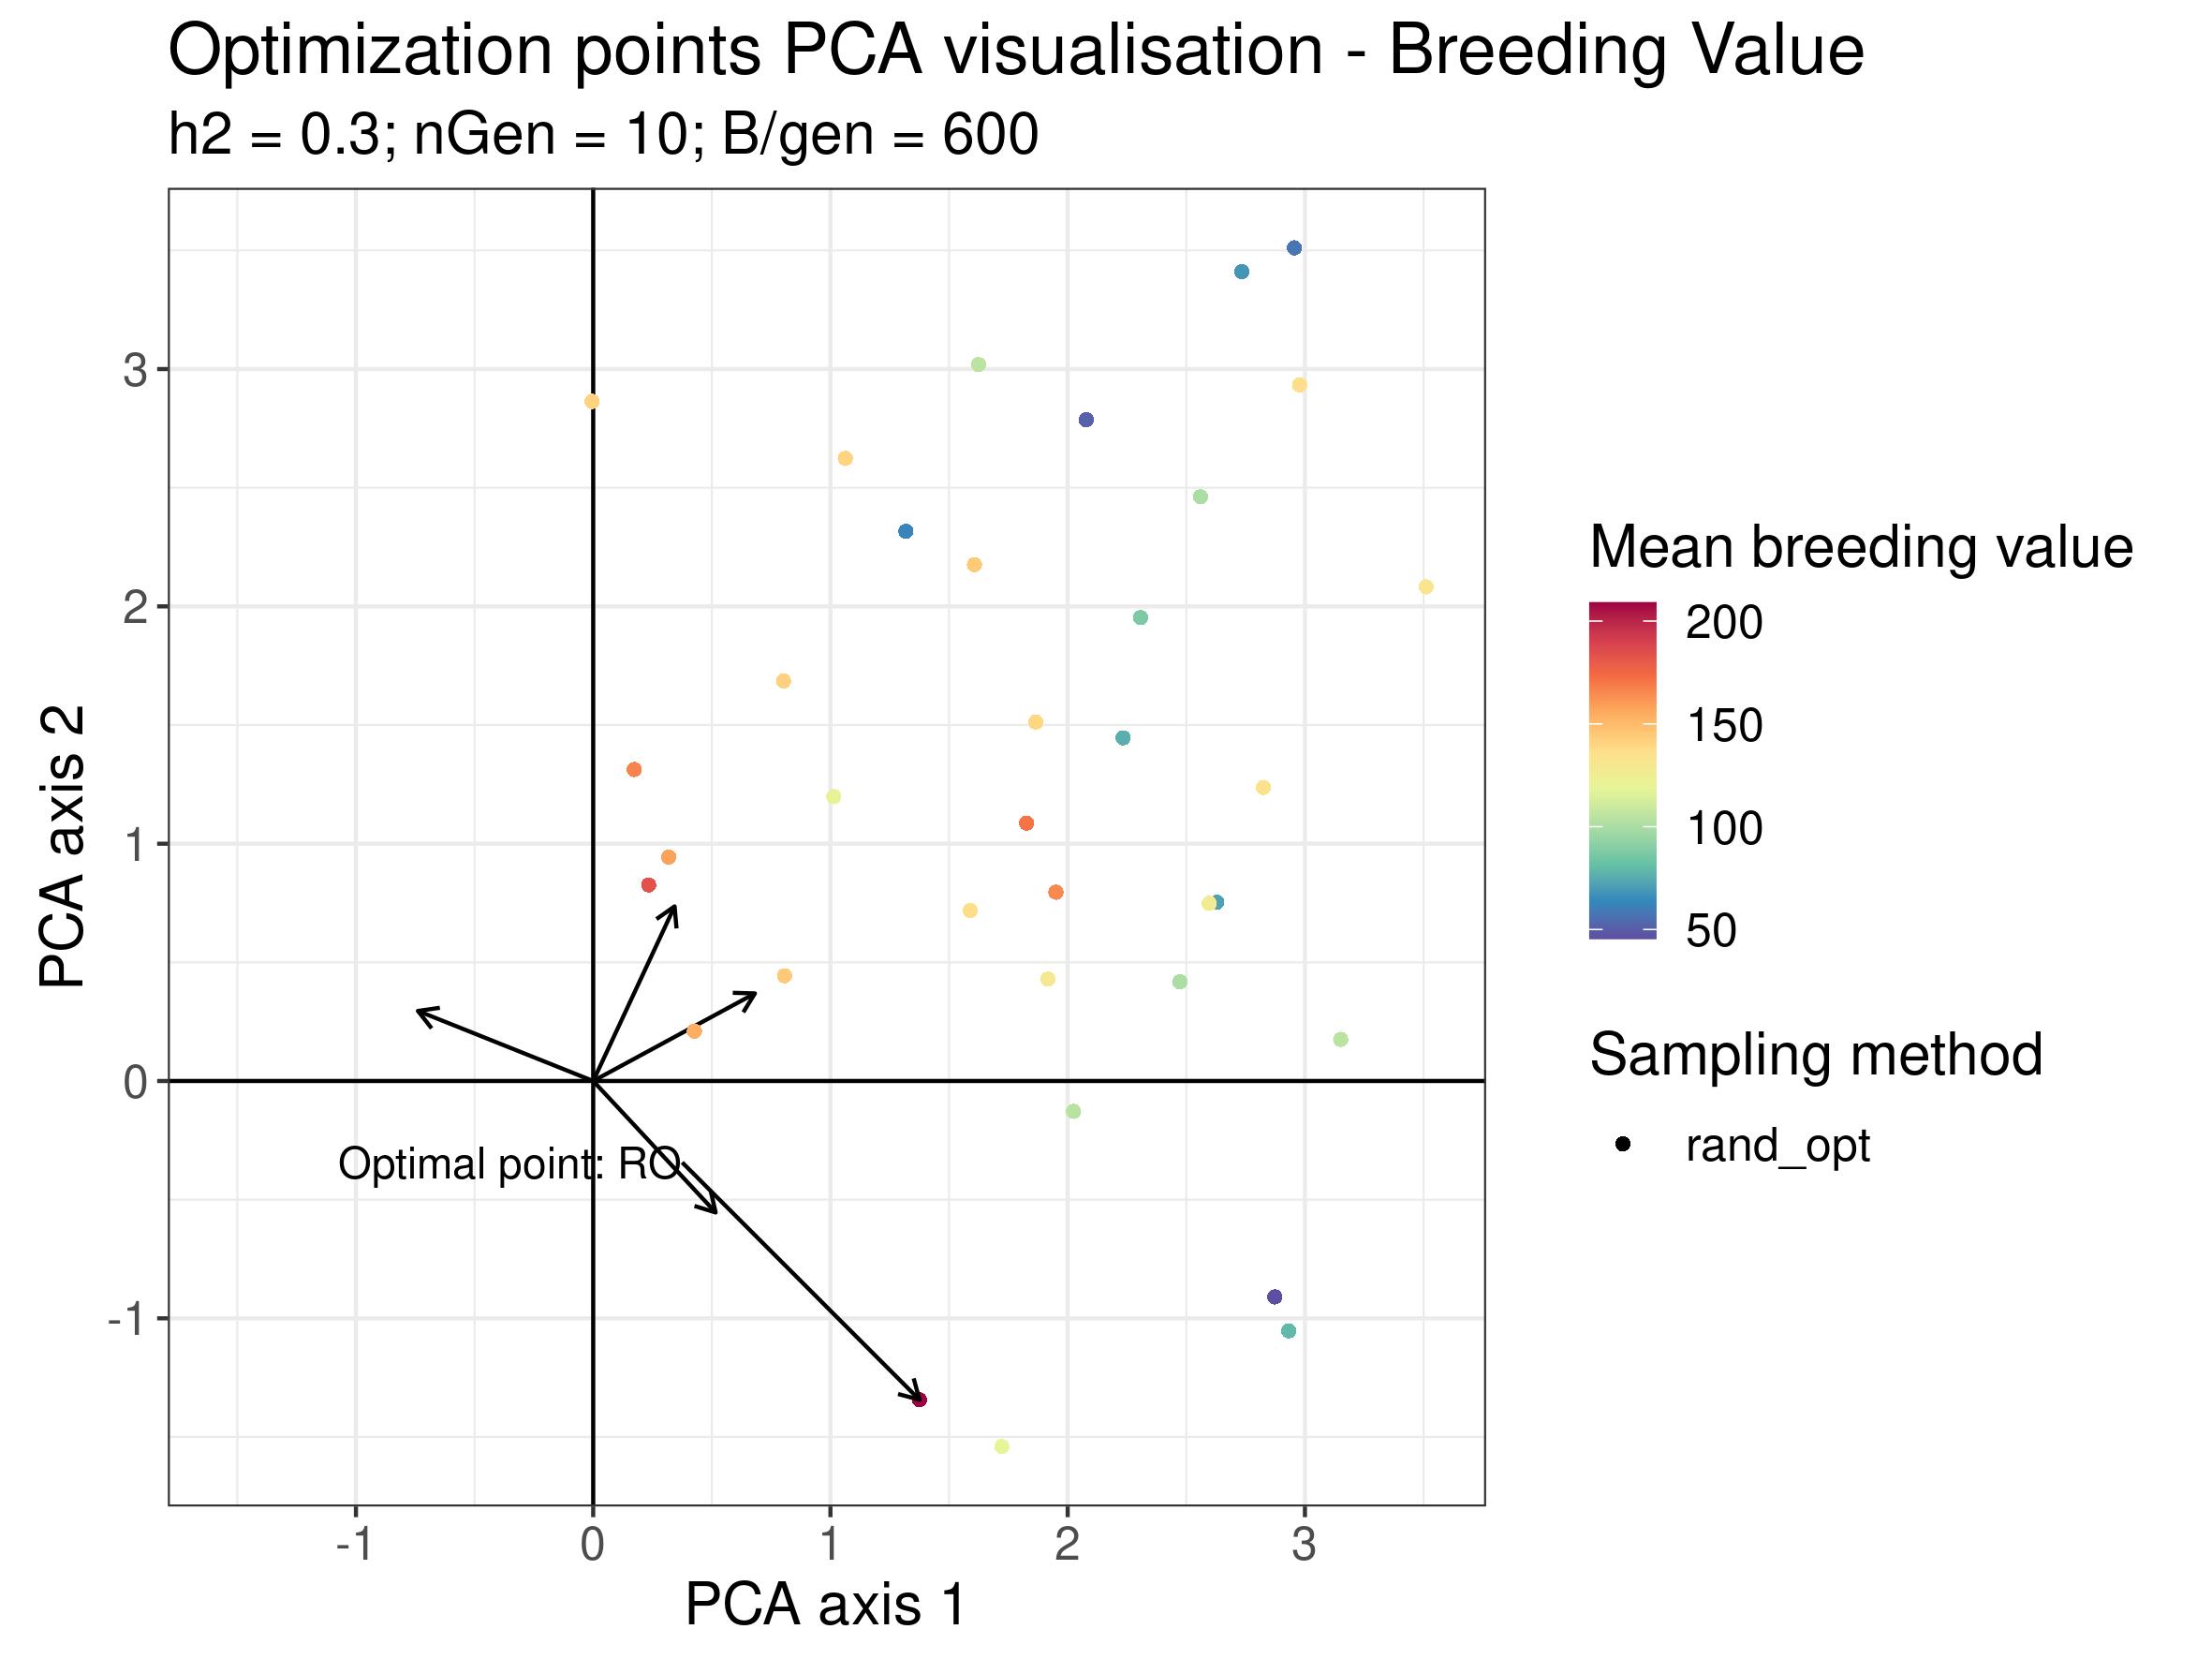 Optimization points PCA visualisation - Breeding Value
h2 = 0.3; nGen = 10; B/gen = 600
PCA axis 2
3
2
1
0
-1
Optimal point: RO
-1 0 1 2 3
PCA axis 1
Mean breeding value
200
150
100
50
Sampling method
rand_opt